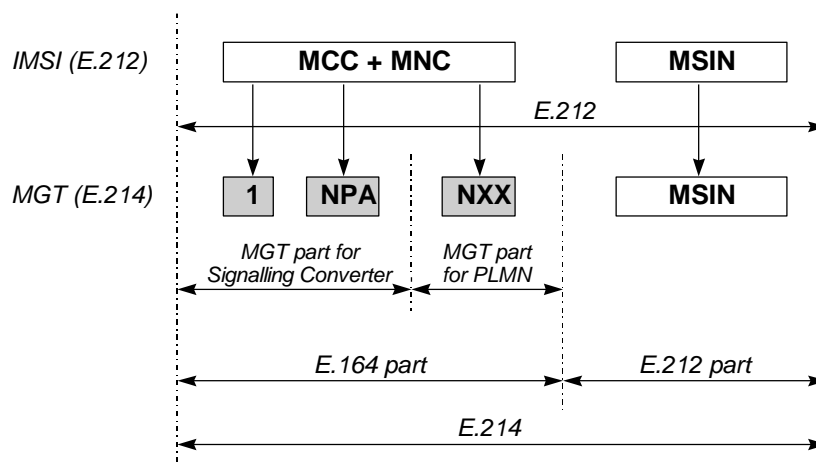 IMSI (E.212)
MCC + MNC
MSIN
E.212
MGT (E.214)
1
NPA
NXX
MSIN
MGT part for
Signalling Converter
MGT part
for PLMN
E.164 part
E.212 part
E.214